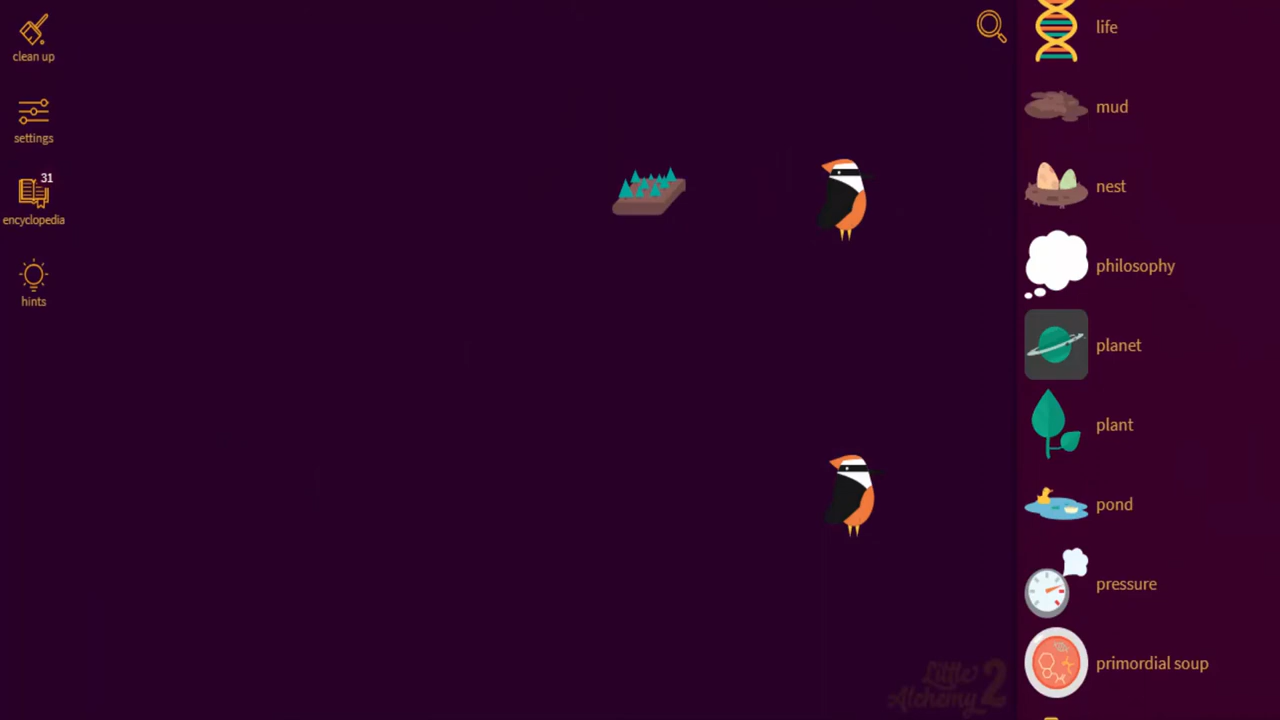 clean up
settings
31
encyclopedia
hints
life
mud
nest
philosophy
planet
plant
pond
pressure
primordial soup
Little
Alchemy 2